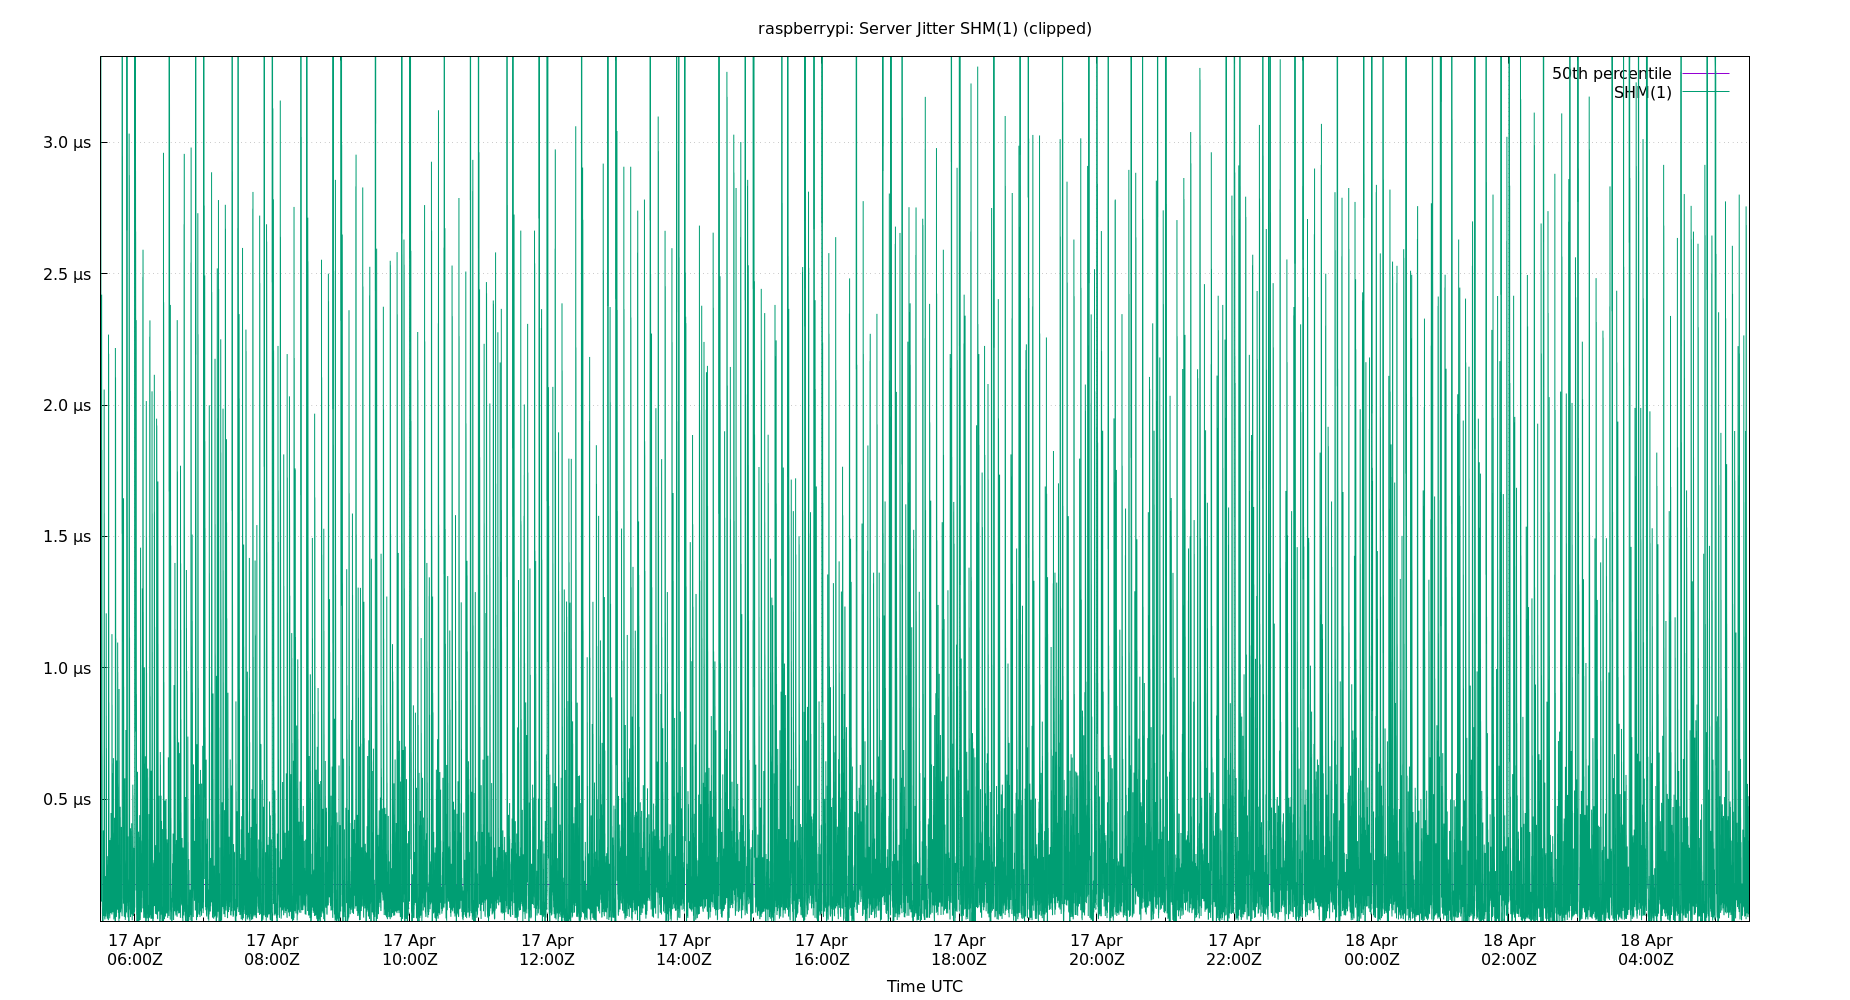 raspberrypi: Server Jitter SHM(1) (clipped)
50th percentile
SHM(1)
3.0 µs
2.5 µs
2.0 µs
1.5 µs
1.0 µs
0.5 µs
17 Apr 17 Apr 17 Apr 17 Apr 17 Apr 17 Apr 17 Apr 17 Apr 17 Apr 18 Apr 18 Apr 18 Apr
06:00Z 08:00Z 10:00Z 12:00Z 14:00Z 16:00Z 18:00Z 20:00Z 22:00Z 00:00Z 02:00Z 04:00Z
Time UTC